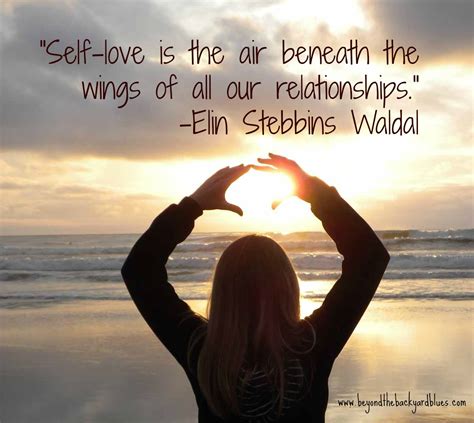 "Self-love is the air beneath the
wings of all our relationships."
-Elin Stebbins Waldal
www.beyondthebackyardblues.com